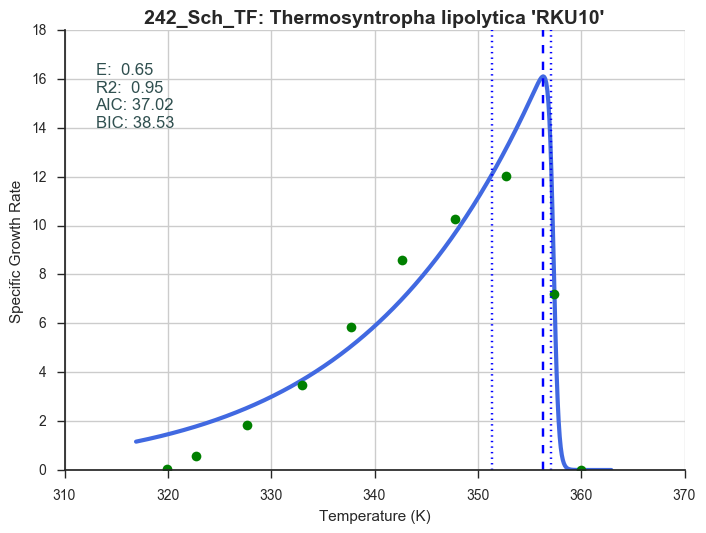 242_Sch_TF: Thermosyntropha lipolytica 'RKU10'
E:  0.65
R2:  0.95
AIC: 37.02
BIC: 38.53
Specific Growth Rate
18
16
14
12
10
8
6
4
2
0
310 320 330 340 350 360 370
Temperature (K)